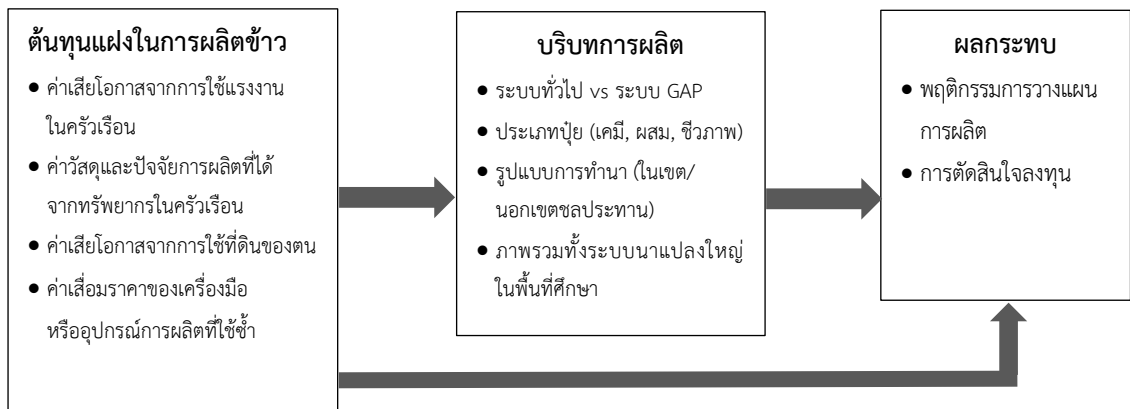 ต้นทุนแฝงในการผลิตข้าว
● ค่าเสียโอกาสจากการใช้แรงงาน
ในครัวเรือน
● ค่าวัสดุและปัจจัยการผลิตที่ได้
จากทรัพยากรในครัวเรือน
● ค่าเสียโอกาสจากการใช้ที่ดินของตน
● ค่าเสื่อมราคาของเครื่องมือ
หรืออุปกรณ์การผลิตที่ใช้ซ้ำ
บริบทการผลิต
● ระบบทั่วไป vs ระบบ GAP
● ประเภทปุ๋ย (เคมี, ผสม, ชีวภาพ)
● รูปแบบการทำนา (ในเขต/
นอกเขตชลประทาน)
● ภาพรวมทั้งระบบนาแปลงใหญ่
ในพื้นที่ศึกษา
ผลกระทบ
● พฤติกรรมการวางแผน
การผลิต
● การตัดสินใจลงทุน